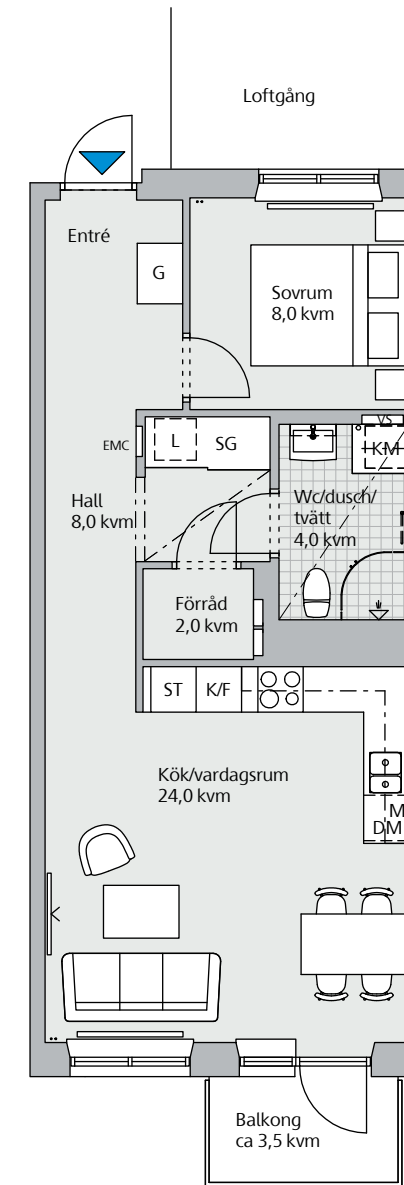 Loftgång
Entré
G
Sovrum
8,0 kvm
VS
KM
EMC
L
SG
Hall
8,0 kvm
Wc/dusch/
tvätt
4,0 kvm
Förråd
2,0 kvm
ST
K/F
Kök/vardagsrum
24,0 kvm
M
DM
Balkong
ca 3,5 kvm